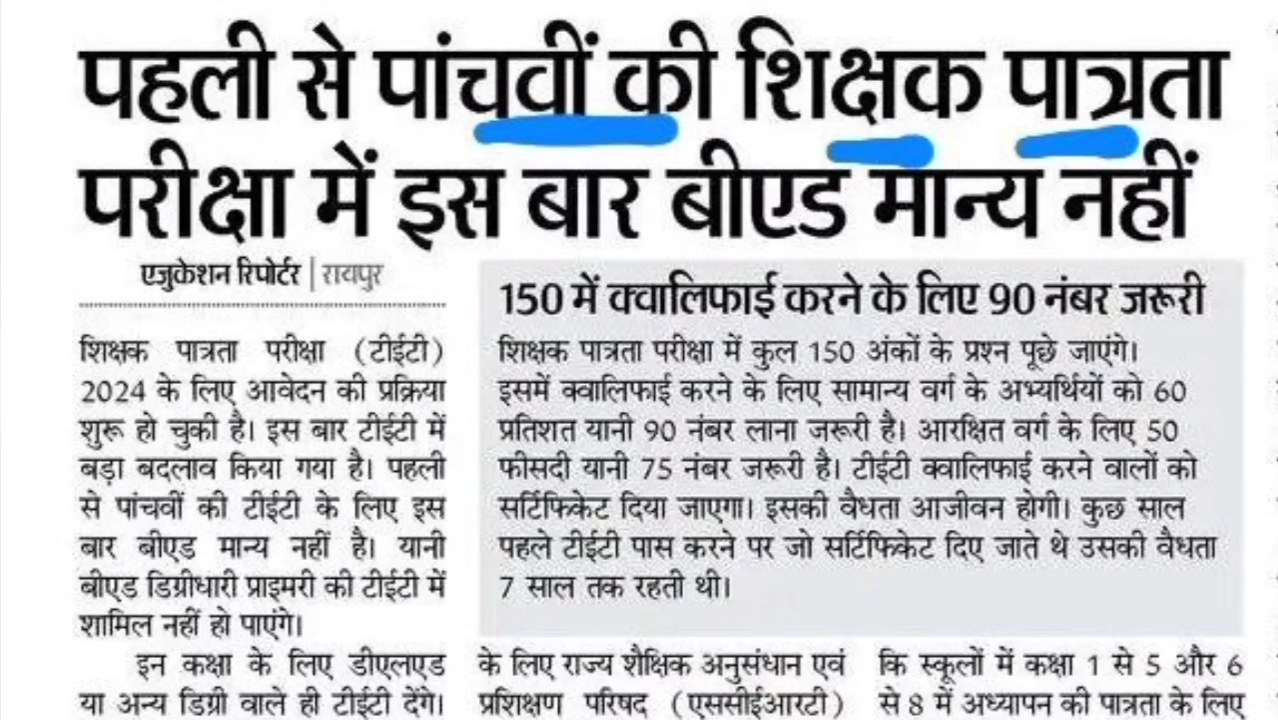 पहली से पांचवीं की शिक्षक पात्रता
परीक्षा में इस बार बीएड मान्य नहीं
एजुकेशन रिपोर्टर | रायपुर
शिक्षक पात्रता परीक्षा (टीईटी)
2024 के लिए आवेदन की प्रक्रिया
शुरू हो चुकी है। इस बार टीईटी में
बड़ा बदलाव किया गया है। पहली
से पांचवीं की टीईटी के लिए इस
बार बीएड मान्य नहीं है। यानी
बीएड डिग्रीधारी प्राइमरी की टीईटी में
शामिल नहीं हो पाएंगे।
इन कक्षा के लिए डीएलएड
या अन्य डिग्री वाले ही टीईटी देंगे।
150 में क्वालिफाई करने के लिए 90 नंबर जरूरी
शिक्षक पात्रता परीक्षा में कुल 150 अंकों के प्रश्न पूछे जाएंगे।
इसमें क्वालिफाई करने के लिए सामान्य वर्ग के अभ्यर्थियों को 60
प्रतिशत यानी 90 नंबर लाना जरूरी है। आरक्षित वर्ग के लिए 50
फीसदी यानी 75 नंबर जरूरी है। टीईटी क्वालिफाई करने वालों को
सर्टिफिकेट दिया जाएगा। इसकी वैधता आजीवन होगी। कुछ साल
पहले टीईटी पास करने पर जो सर्टिफिकेट दिए जाते थे उसकी वैधता
7 साल तक रहती थी।
के लिए राज्य शैक्षिक अनुसंधान एवं
प्रशिक्षण परिषद (एससीईआरटी)
कि स्कूलों में कक्षा 1 से 5 और 6
से 8 में अध्यापन की पात्रता के लिए